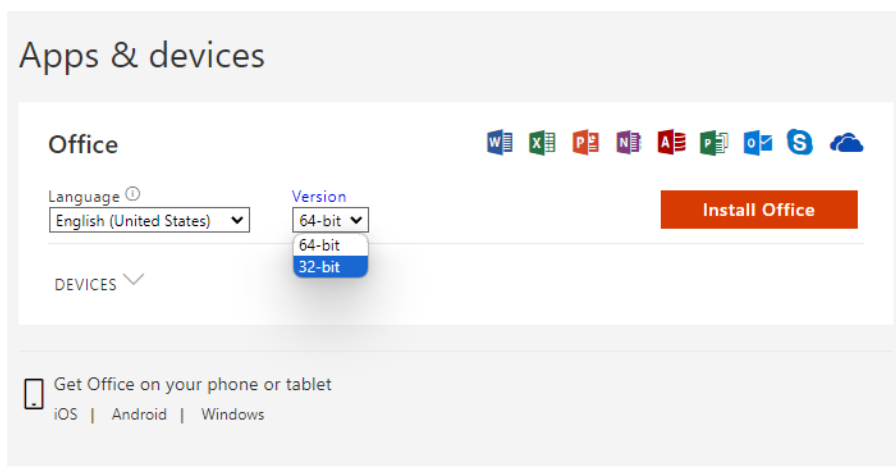 Apps & devices
Office
Language
Version
English (United States)
64-bit
Install Office
64-bit
32-bit
DEVICES
Get Office on your phone or tablet
iOS | Android | Windows